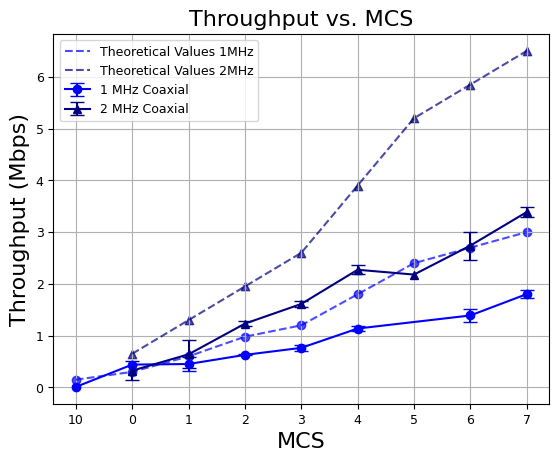 Throughput vs. MCS
Theoretical Values 1MHz
Theoretical Values 2MHz
1 MHz Coaxial
2 MHz Coaxial
Throughput (Mbps)
6
5
4
3
2
1
0
10 0 1 2 3 4 5 6 7
MCS